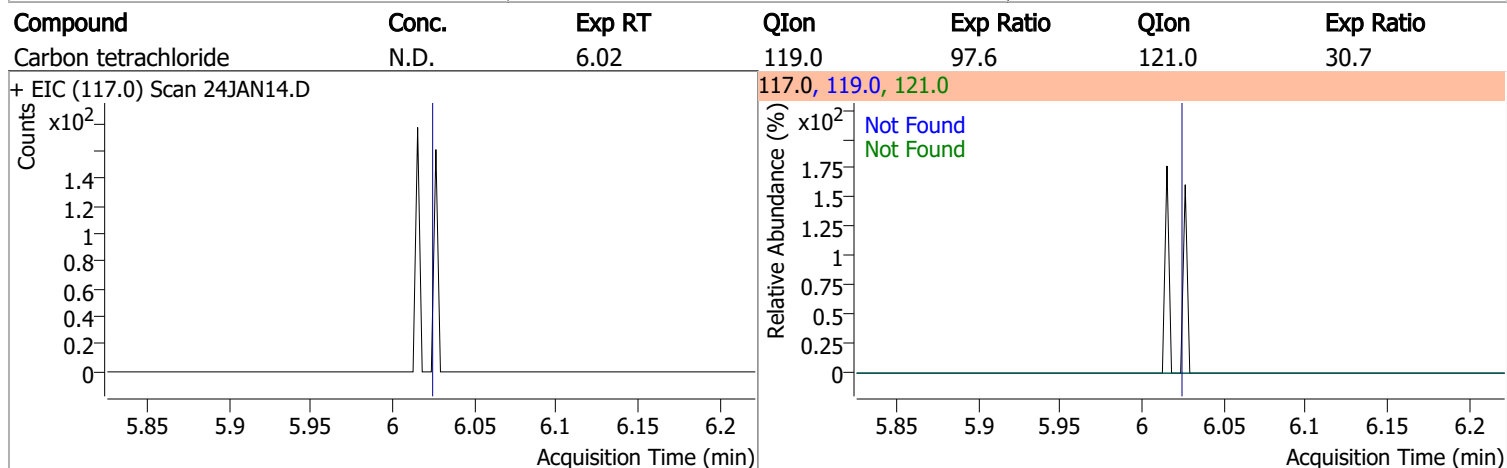 Compound Conc. Exp RT QIon Exp Ratio QIon Exp Ratio
Carbon tetrachloride N.D. 6.02 119.0 97.6 121.0 30.7
+ EIC (117.0) Scan 24JAN14.D
Counts
x10²
1.4
1.2
1
0.8
0.6
0.4
0.2
0
5.85 5.9 5.95 6 6.05 6.1 6.15 6.2
Acquisition Time (min)
117.0, 119.0, 121.0
Relative Abundance (%)
x10²
Not Found
Not Found
1.75
1.5
1.25
1
0.75
0.5
0.25
0
5.85 5.9 5.95 6 6.05 6.1 6.15 6.2
Acquisition Time (min)